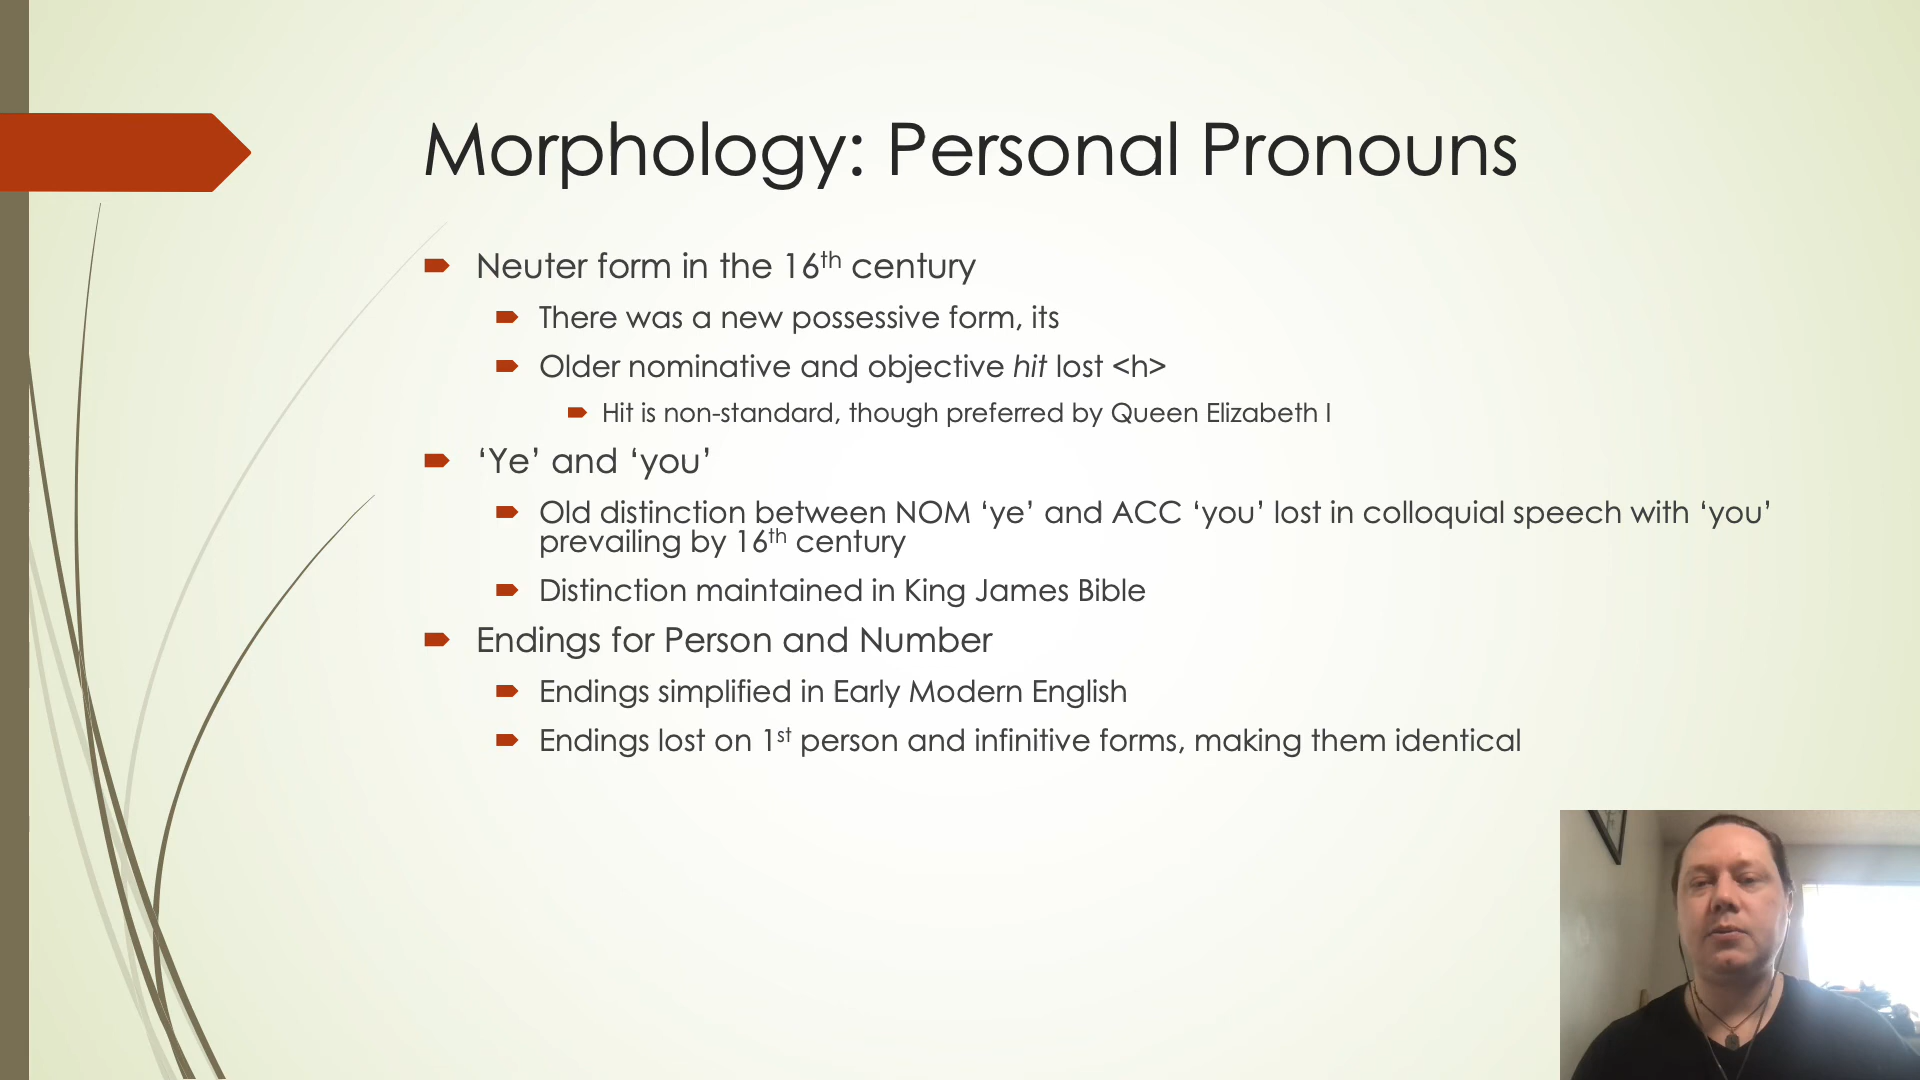 Morphology: Personal Pronouns
Neuter form in the 16th century
There was a new possessive form, its
Older nominative and objective hit lost <h>
Hit is non-standard, though preferred by Queen Elizabeth I
‘Ye’ and ‘you’
Old distinction between NOM ‘ye’ and ACC ‘you’ lost in colloquial speech with ‘you’
prevailing by 16th century
Distinction maintained in King James Bible
Endings for Person and Number
Endings simplified in Early Modern English
Endings lost on 1st person and infinitive forms, making them identical